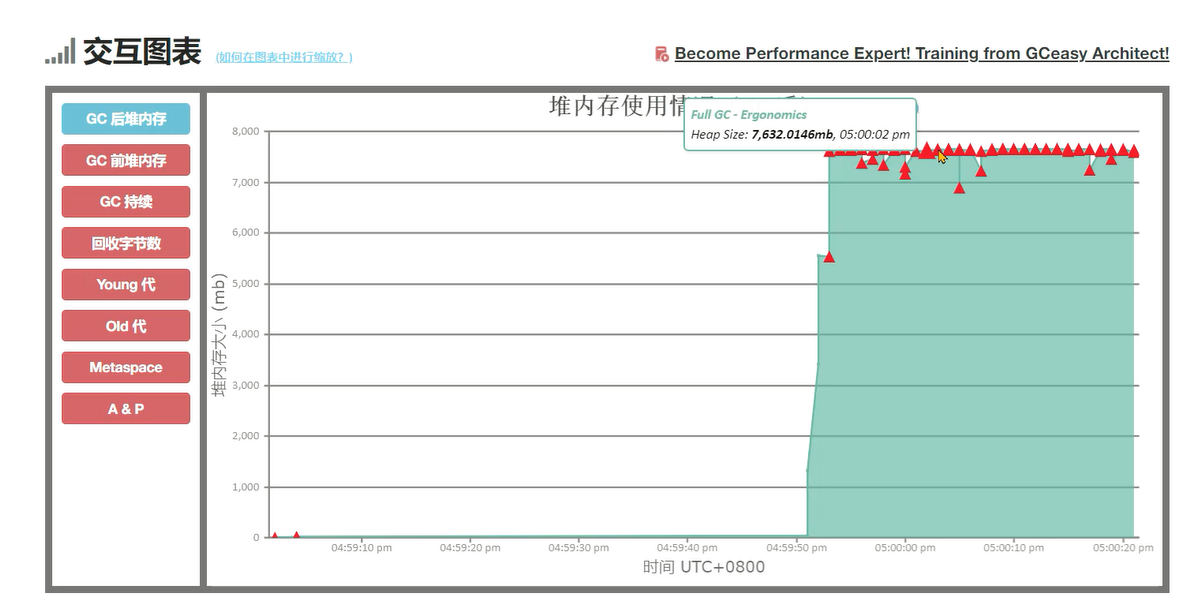 交互图表 (如何在图表中进行缩放？)
Become Performance Expert! Training from GCeasy Architect!
GC 后堆内存
GC 前堆内存
GC 持续
回收字节数
Young 代
Old 代
Metaspace
A & P
堆内存使用情
Full GC - Ergonomics
Heap Size: 7,632.0146mb, 05:00:02 pm
堆内存大小 (mb)
8,000
7,000
6,000
5,000
4,000
3,000
2,000
1,000
0
04:59:10 pm
04:59:20 pm
04:59:30 pm
04:59:40 pm
04:59:50 pm
05:00:00 pm
05:00:10 pm
05:00:20 pm
时间 UTC+0800